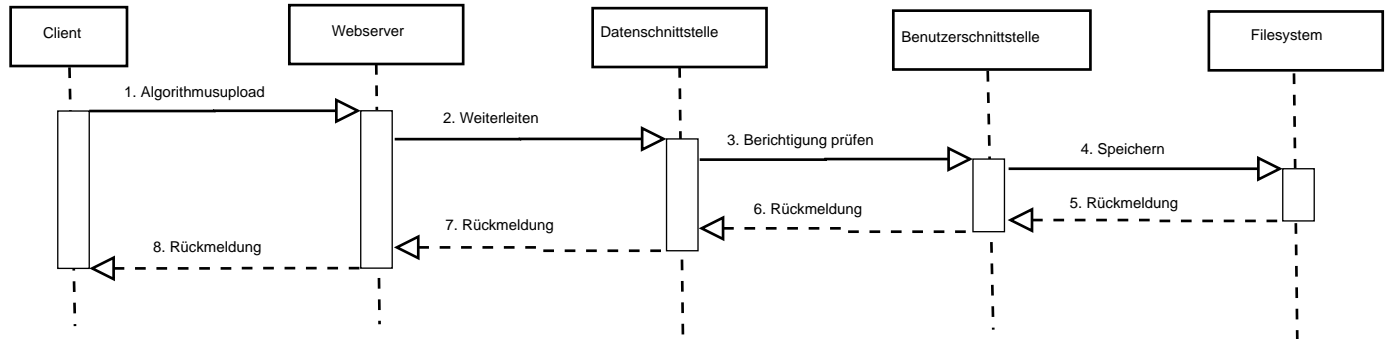 Client
Webserver
Datenschnittstelle
Benutzerschnittstelle
Filesystem
1. Algorithmusupload
2. Weiterleiten
3. Berichtigung prüfen
4. Speichern
5. Rückmeldung
6. Rückmeldung
7. Rückmeldung
8. Rückmeldung